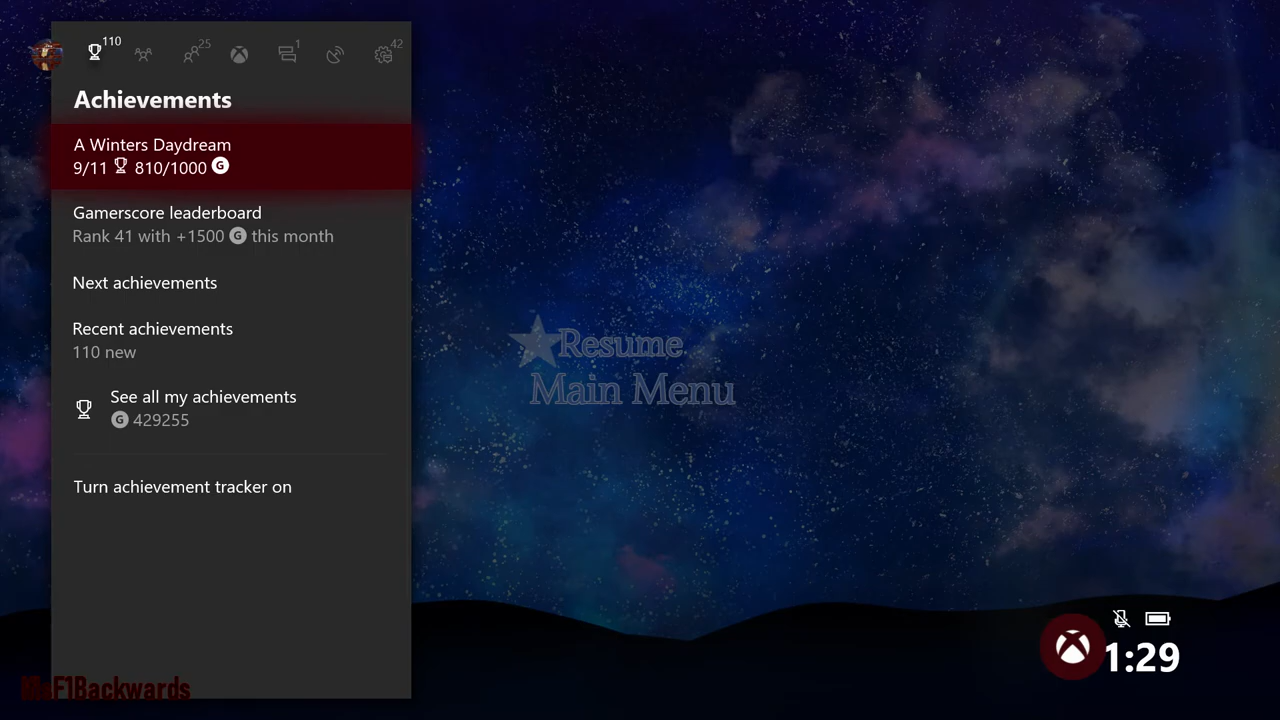 110
25
1
42
Achievements
A Winters Daydream
9/11 810/1000 G
Gamerscore leaderboard
Rank 41 with +1500 G this month
Next achievements
Recent achievements
110 new
See all my achievements
G 429255
Turn achievement tracker on
Resume
Main Menu
1:29